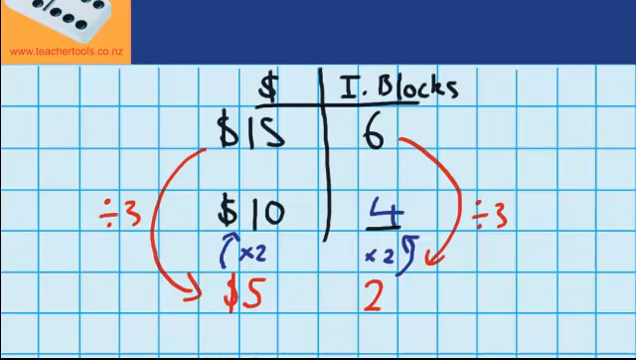 www.teachertools.co.nz
$ I. Blocks
$15 6
÷3 $10 4 ÷3
×2 ×2
$5 2